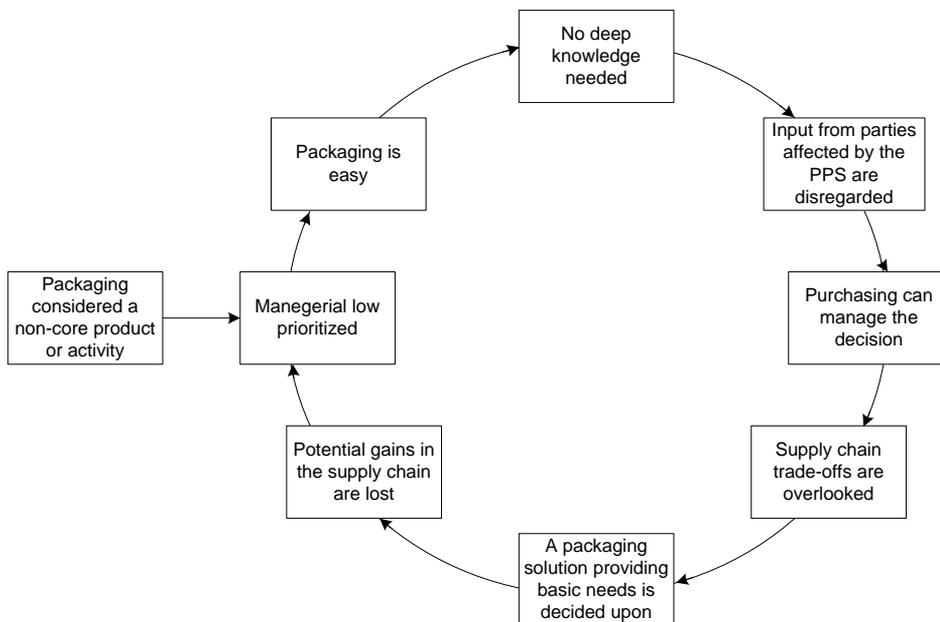 No deep
knowledge
needed
Packaging is
easy
Input from parties
affected by the
PPS are
disregarded
Packaging
considered a
non-core product
or activity
Manegerial low
prioritized
Purchasing can
manage the
decision
Potential gains in
the supply chain
are lost
Supply chain
trade-offs are
overlooked
A packaging
solution providing
basic needs is
decided upon